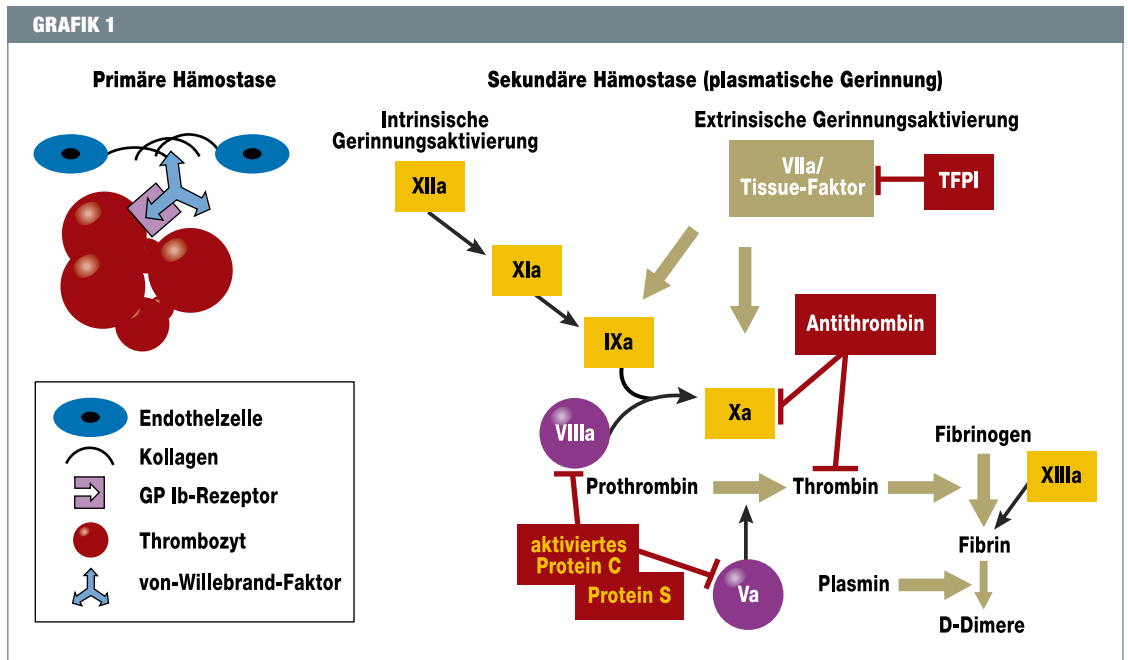 GRAFIK 1
Primäre Hämostase
Sekundäre Hämostase (plasmatische Gerinnung)
Intrinsische
Gerinnungsaktivierung
Extrinsische Gerinnungsaktivierung
XIIa
VIIa/
Tissue-Faktor
TFPI
XIa
IXa
Antithrombin
Xa
VIIIa
Fibrinogen
XIIIa
Prothrombin
Thrombin
aktiviertes
Protein C
Protein S
Va
Fibrin
Plasmin
D-Dimere
Endothelzelle
Kollagen
GP Ib-Rezeptor
Thrombozyt
von-Willebrand-Faktor